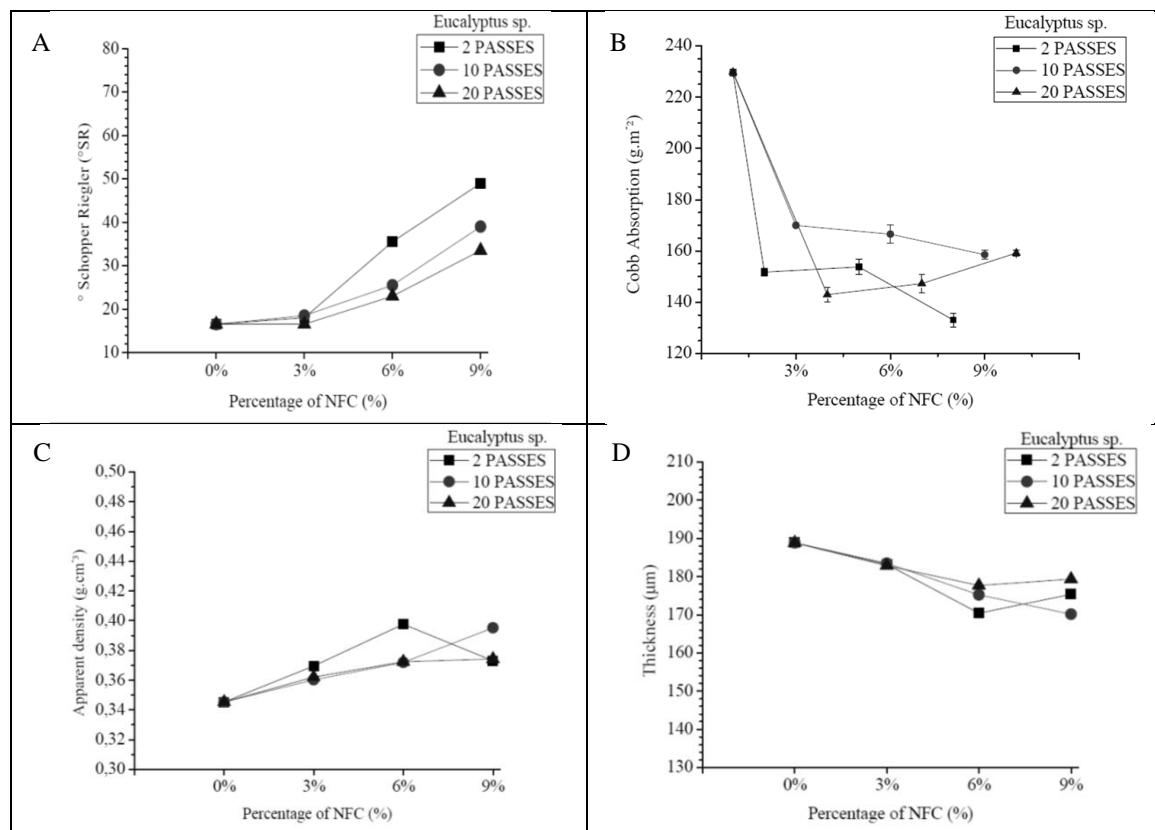 A
Eucalyptus sp.
2 PASSES
10 PASSES
20 PASSES
80
70
60
50
40
30
20
10
° Schopper Riegler (°SR)
0% 3% 6% 9%
Percentage of NFC (%)
B
Eucalyptus sp.
2 PASSES
10 PASSES
20 PASSES
240
220
200
180
160
140
120
Cobb Absorption (g.m⁻²)
3% 6% 9%
Percentage of NFC (%)
C
Eucalyptus sp.
2 PASSES
10 PASSES
20 PASSES
0,50
0,48
0,46
0,44
0,42
0,40
0,38
0,36
0,34
0,32
0,30
Apparent density (g.cm⁻³)
0% 3% 6% 9%
Percentage of NFC (%)
D
Eucalyptus sp.
2 PASSES
10 PASSES
20 PASSES
210
200
190
180
170
160
150
140
130
Thickness (µm)
0% 3% 6% 9%
Percentage of NFC (%)